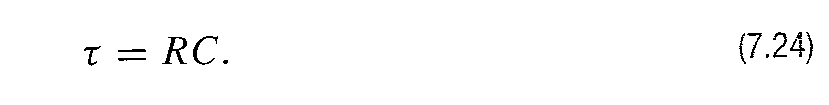 τ = RC. (7.24)